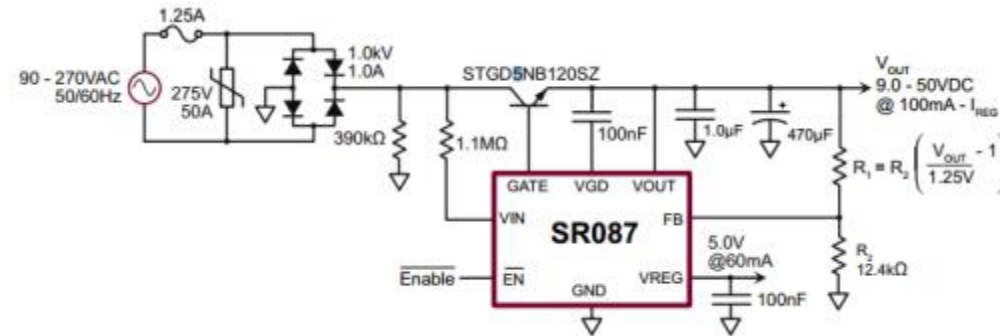 1.25A
90 - 270VAC
50/60Hz
275V
50A
1.0kV
1.0A
390kΩ
1.1MΩ
STGD5NB120SZ
100nF
1.0µF
470µF
VOUT
9.0 - 50VDC
@ 100mA - IREG
R1 = R2 ( VOUT / 1.25V - 1 )
GATE
VGD
VOUT
VIN
SR087
FB
5.0V
@60mA
Enable
EN
GND
VREG
100nF
R2
12.4kΩ